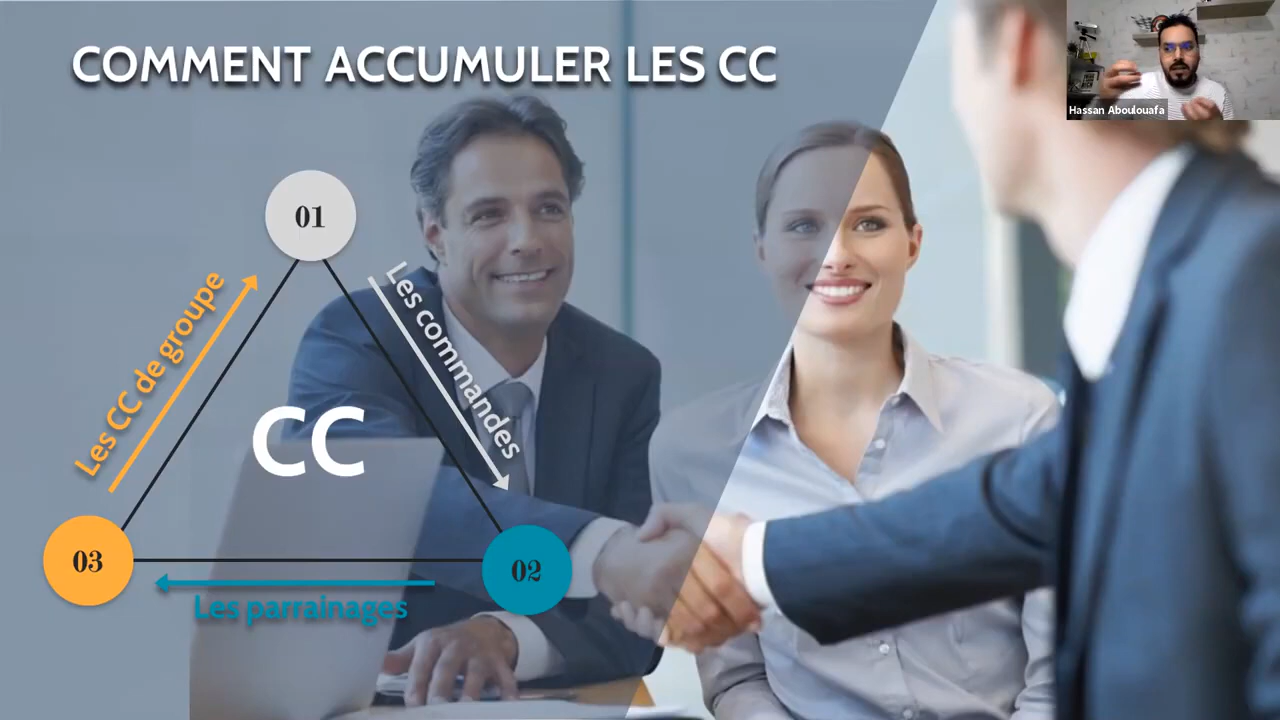 COMMENT ACCUMULER LES CC
Hassan Aboulouafa
01
Les CC de groupe
Les commandes
CC
03
02
Les parrainages